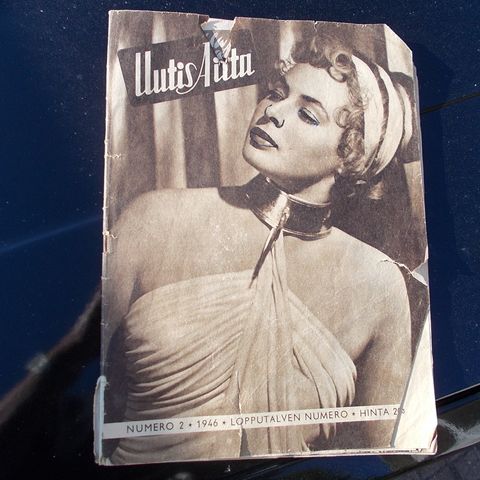 Uutis Aitta
NUMERO 2 • 1946 • LOPPUTALVEN NUMERO • HINTA